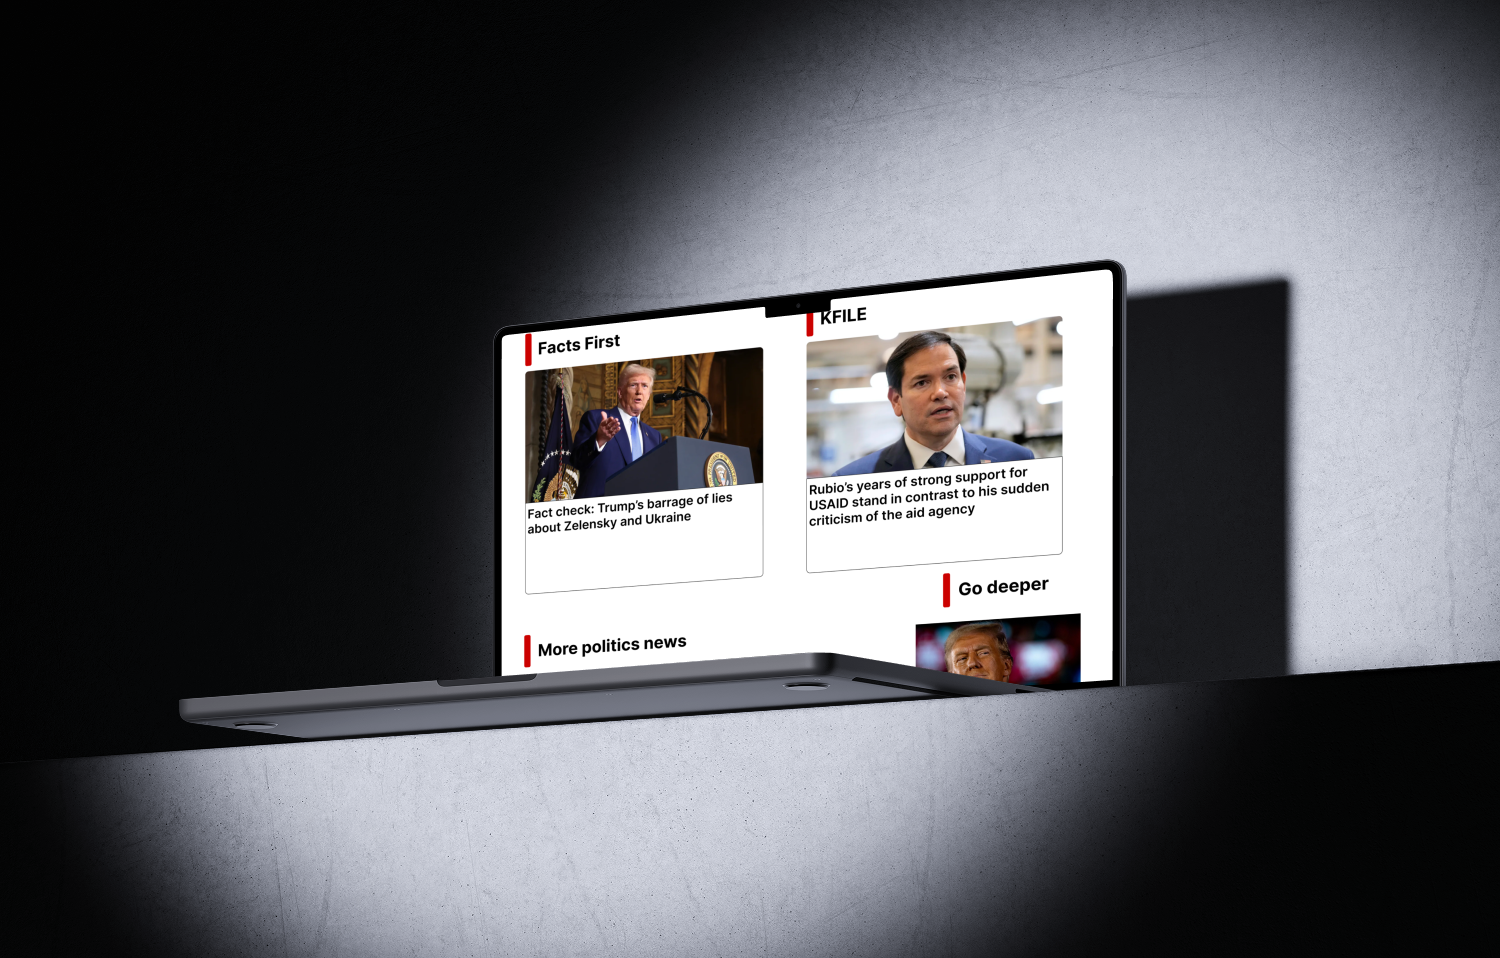 Facts First
Fact check: Trump’s barrage of lies
about Zelensky and Ukraine
KFILE
Rubio’s years of strong support for
USAID stand in contrast to his sudden
criticism of the aid agency
Go deeper
More politics news